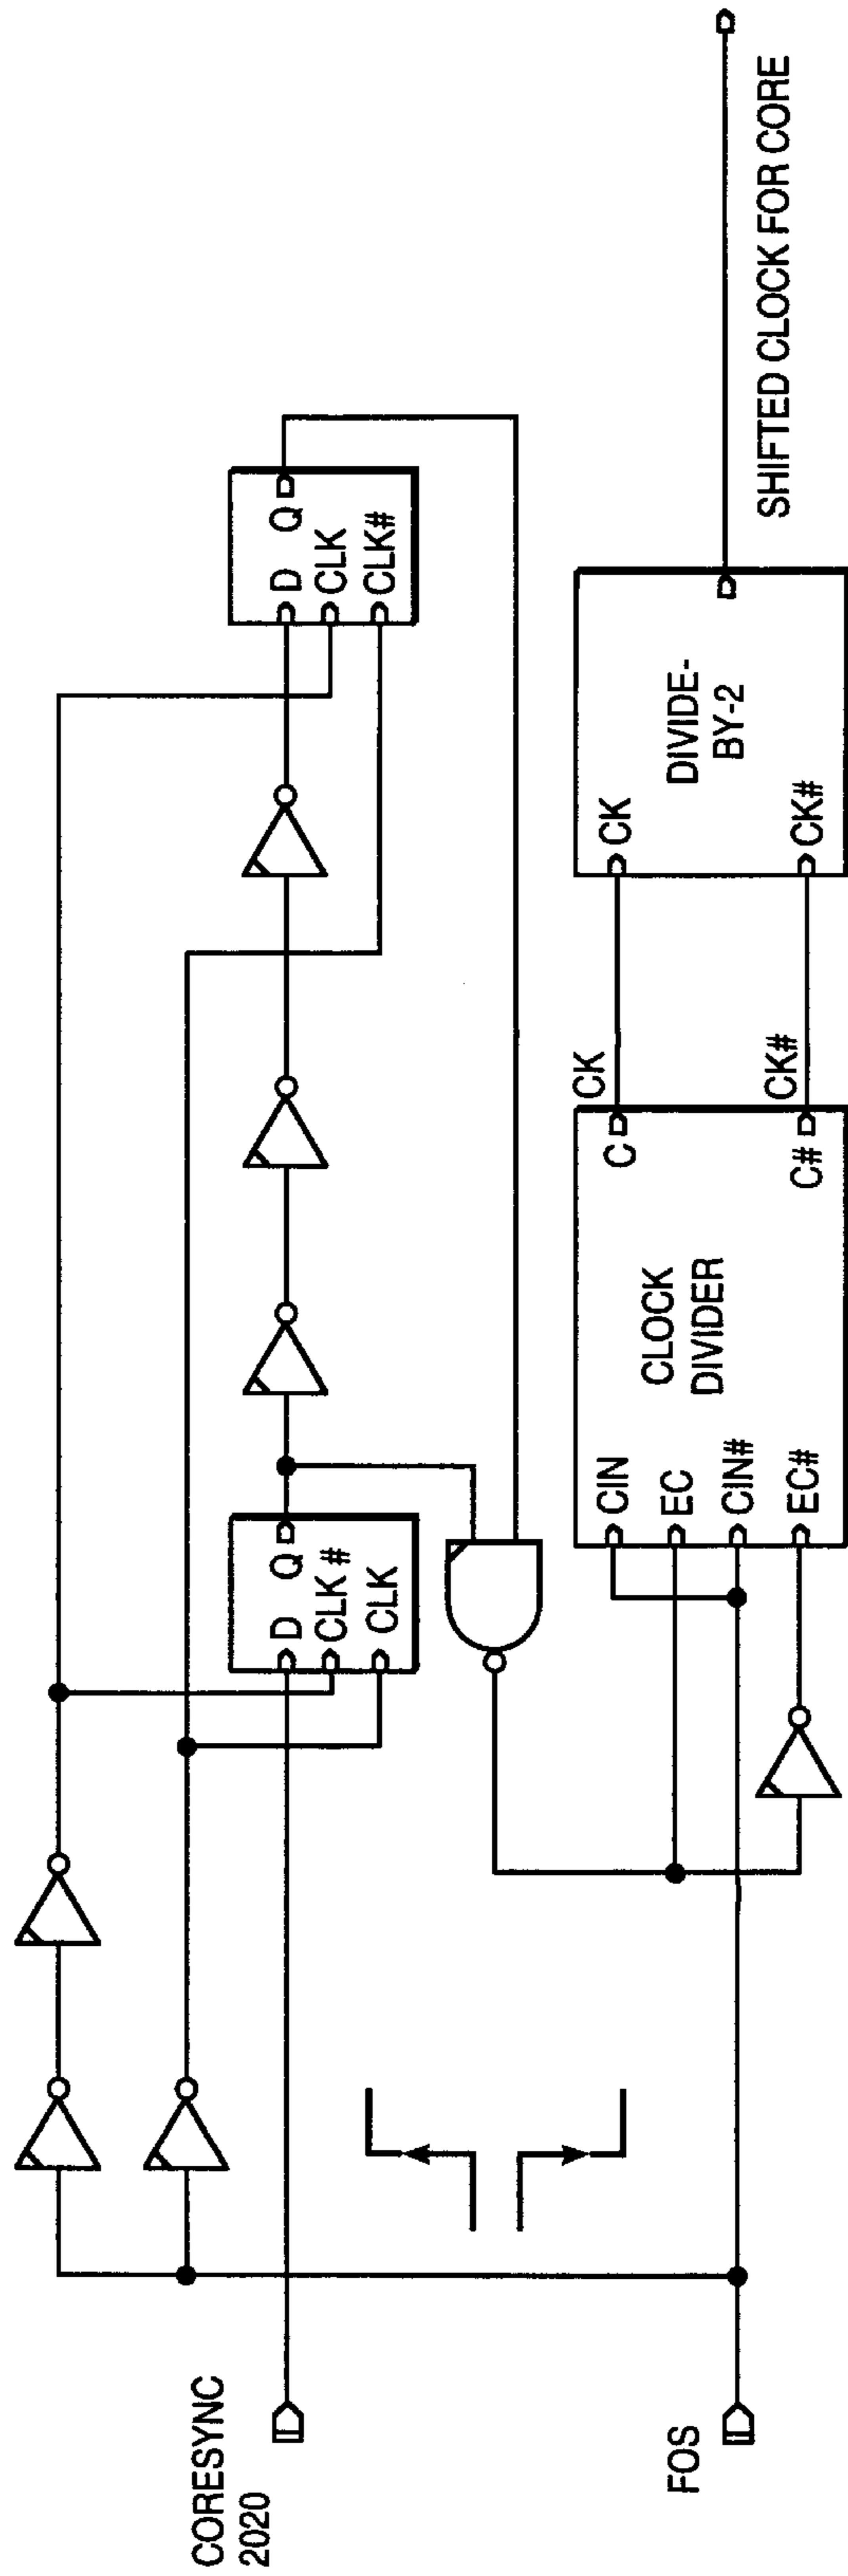 CORESYNC
2020
D Q
CLK #
CLK
D Q
CLK
CLK#
FOS
CIN
EC
CIN#
EC#
CLOCK
DIVIDER
C
C#
CK
CK#
CK
CK#
DIVIDE-
BY-2
SHIFTED CLOCK FOR CORE